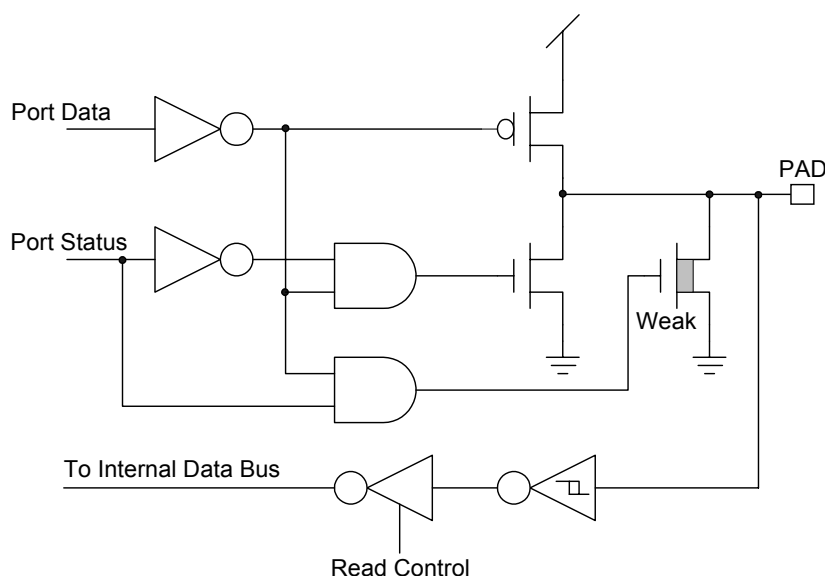 Port Data
PAD
Port Status
Weak
To Internal Data Bus
Read Control